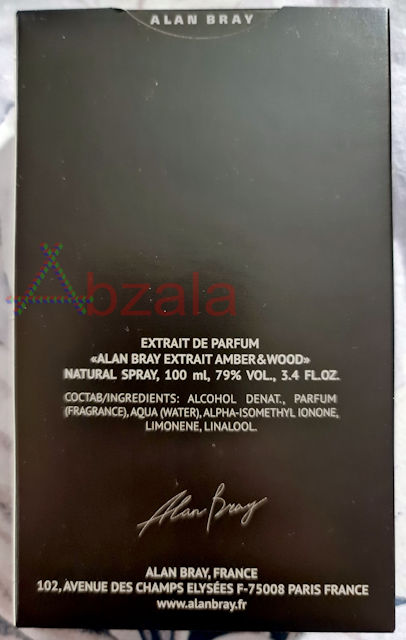 ALAN BRAY
Abzala
EXTRAIT DE PARFUM
«ALAN BRAY EXTRAIT AMBER&WOOD»
NATURAL SPRAY, 100 ml, 79% VOL., 3.4 FL.OZ.
СОСТАВ/INGREDIENTS: ALCOHOL DENAT., PARFUM
(FRAGRANCE), AQUA (WATER), ALPHA-ISOMETHYL IONONE,
LIMONENE, LINALOOL.
Alan Bray
ALAN BRAY, FRANCE
102, AVENUE DES CHAMPS ELYSÉES F-75008 PARIS FRANCE
www.alanbray.fr